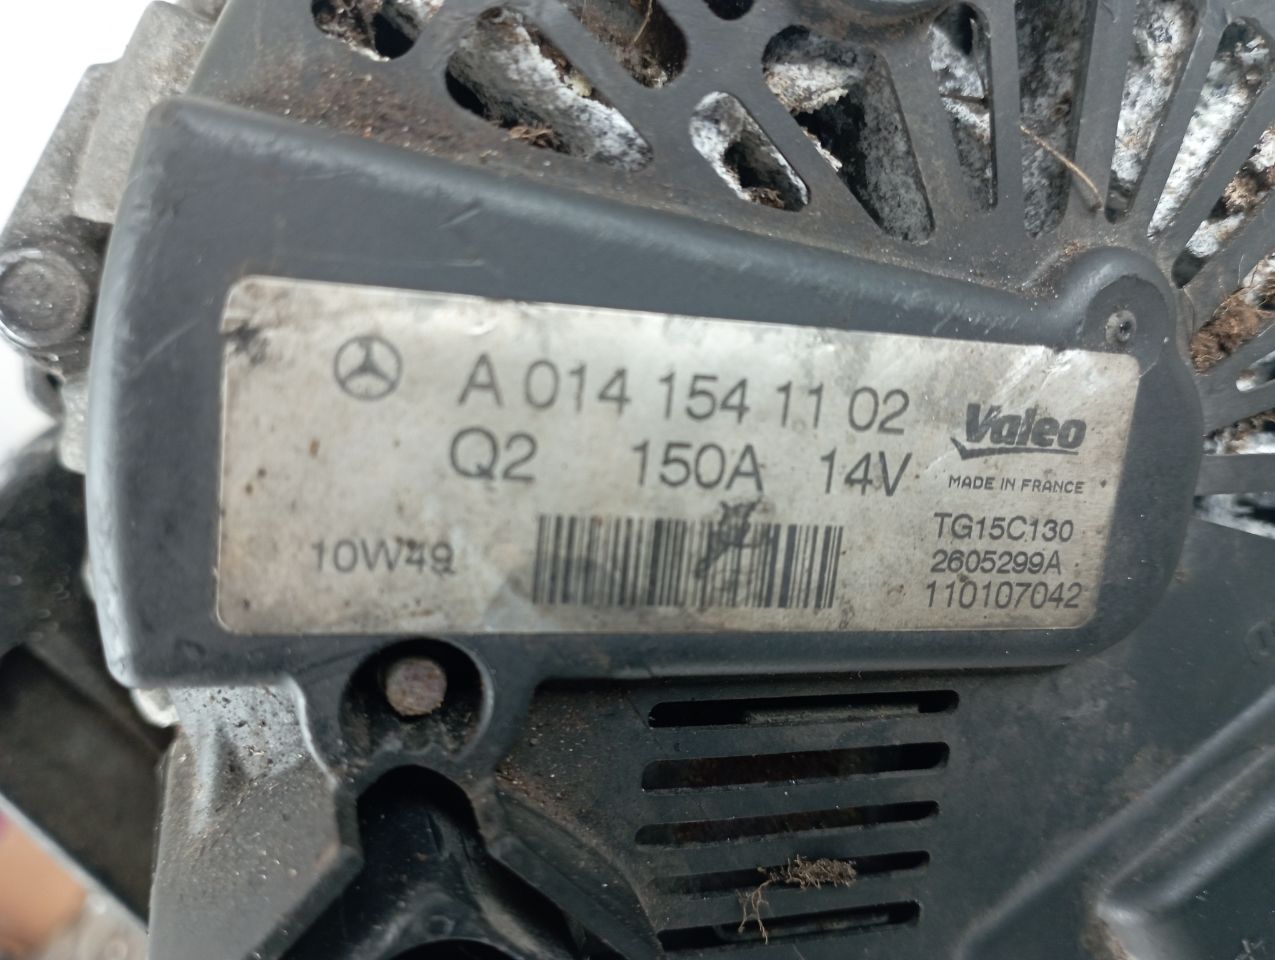 A 014 154 11 02
Q2 150A 14V
Valeo
MADE IN FRANCE
10W49
TG15C130
2605299A
110107042